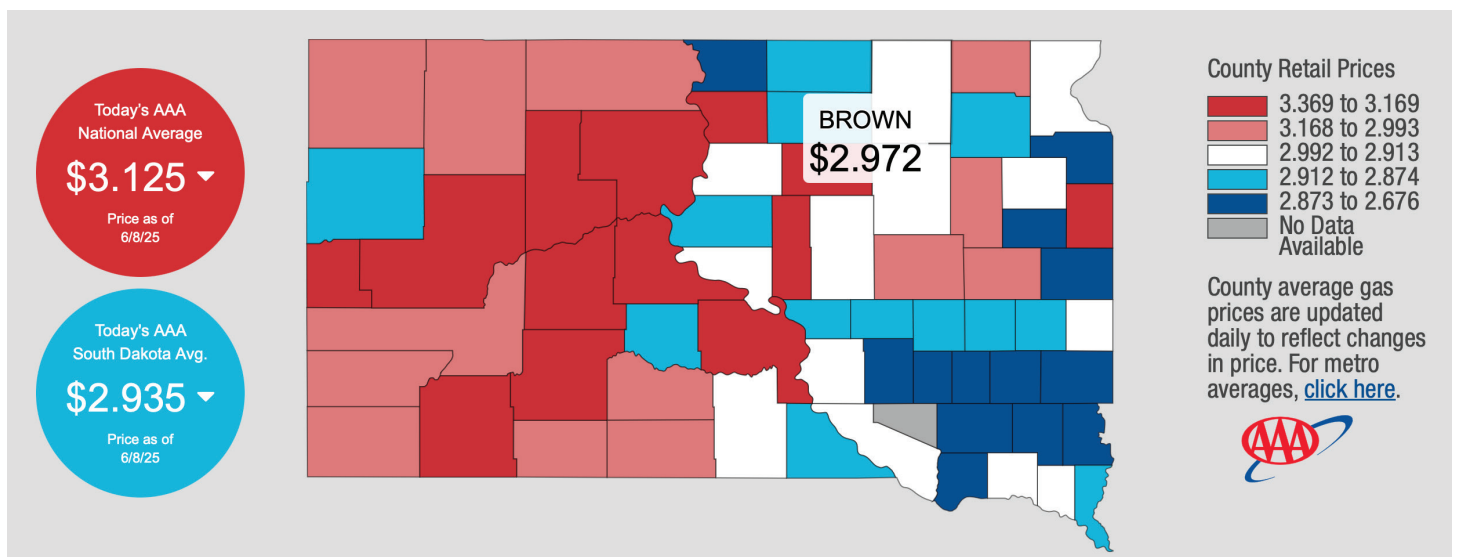 Today's AAA
National Average
$3.125
Price as of
6/8/25
Today's AAA
South Dakota Avg.
$2.935
Price as of
6/8/25
BROWN
$2.972
County Retail Prices
3.369 to 3.169
3.168 to 2.993
2.992 to 2.913
2.912 to 2.874
2.873 to 2.676
No Data
Available
County average gas
prices are updated
daily to reflect changes
in price. For metro
averages, click here.
AAA